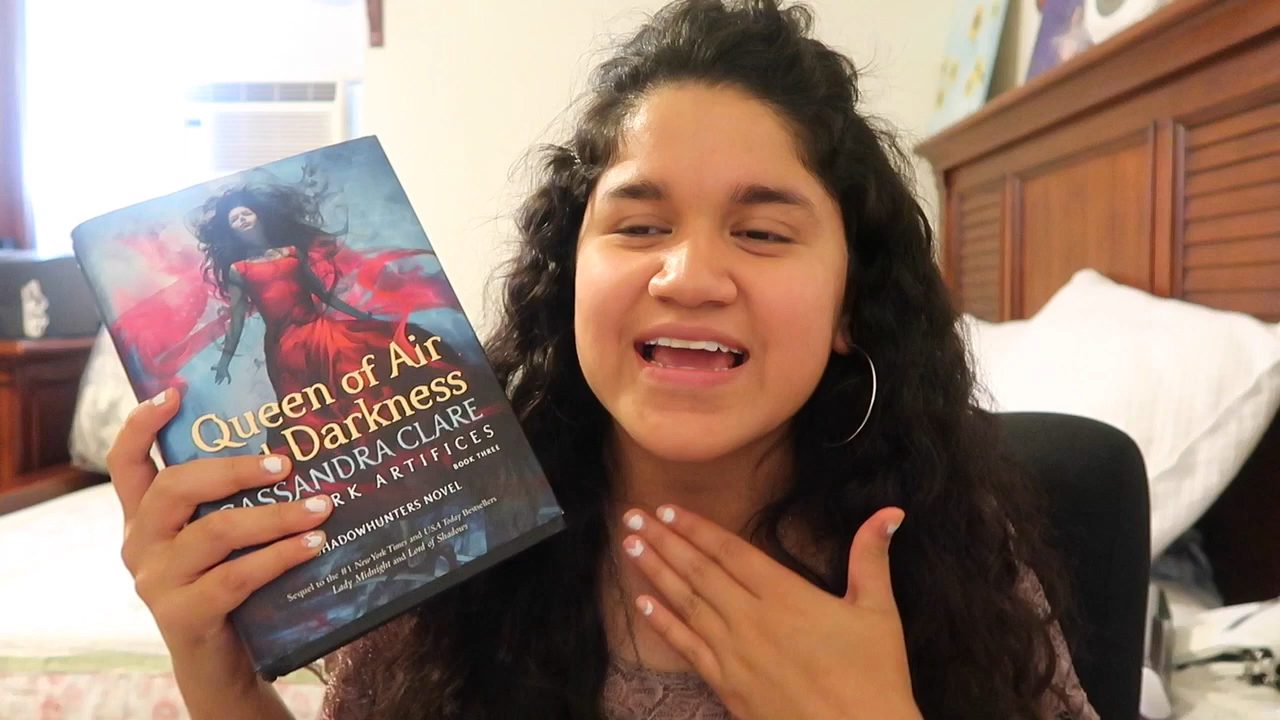 Queen of Air
Darkness
CASSANDRA CLARE
ARTIFICES
BOOK THREE
SHADOWHUNTERS NOVEL
Sequel to the #1 New York Times and USA Today Bestsellers
Lady Midnight and Lord of Shadows